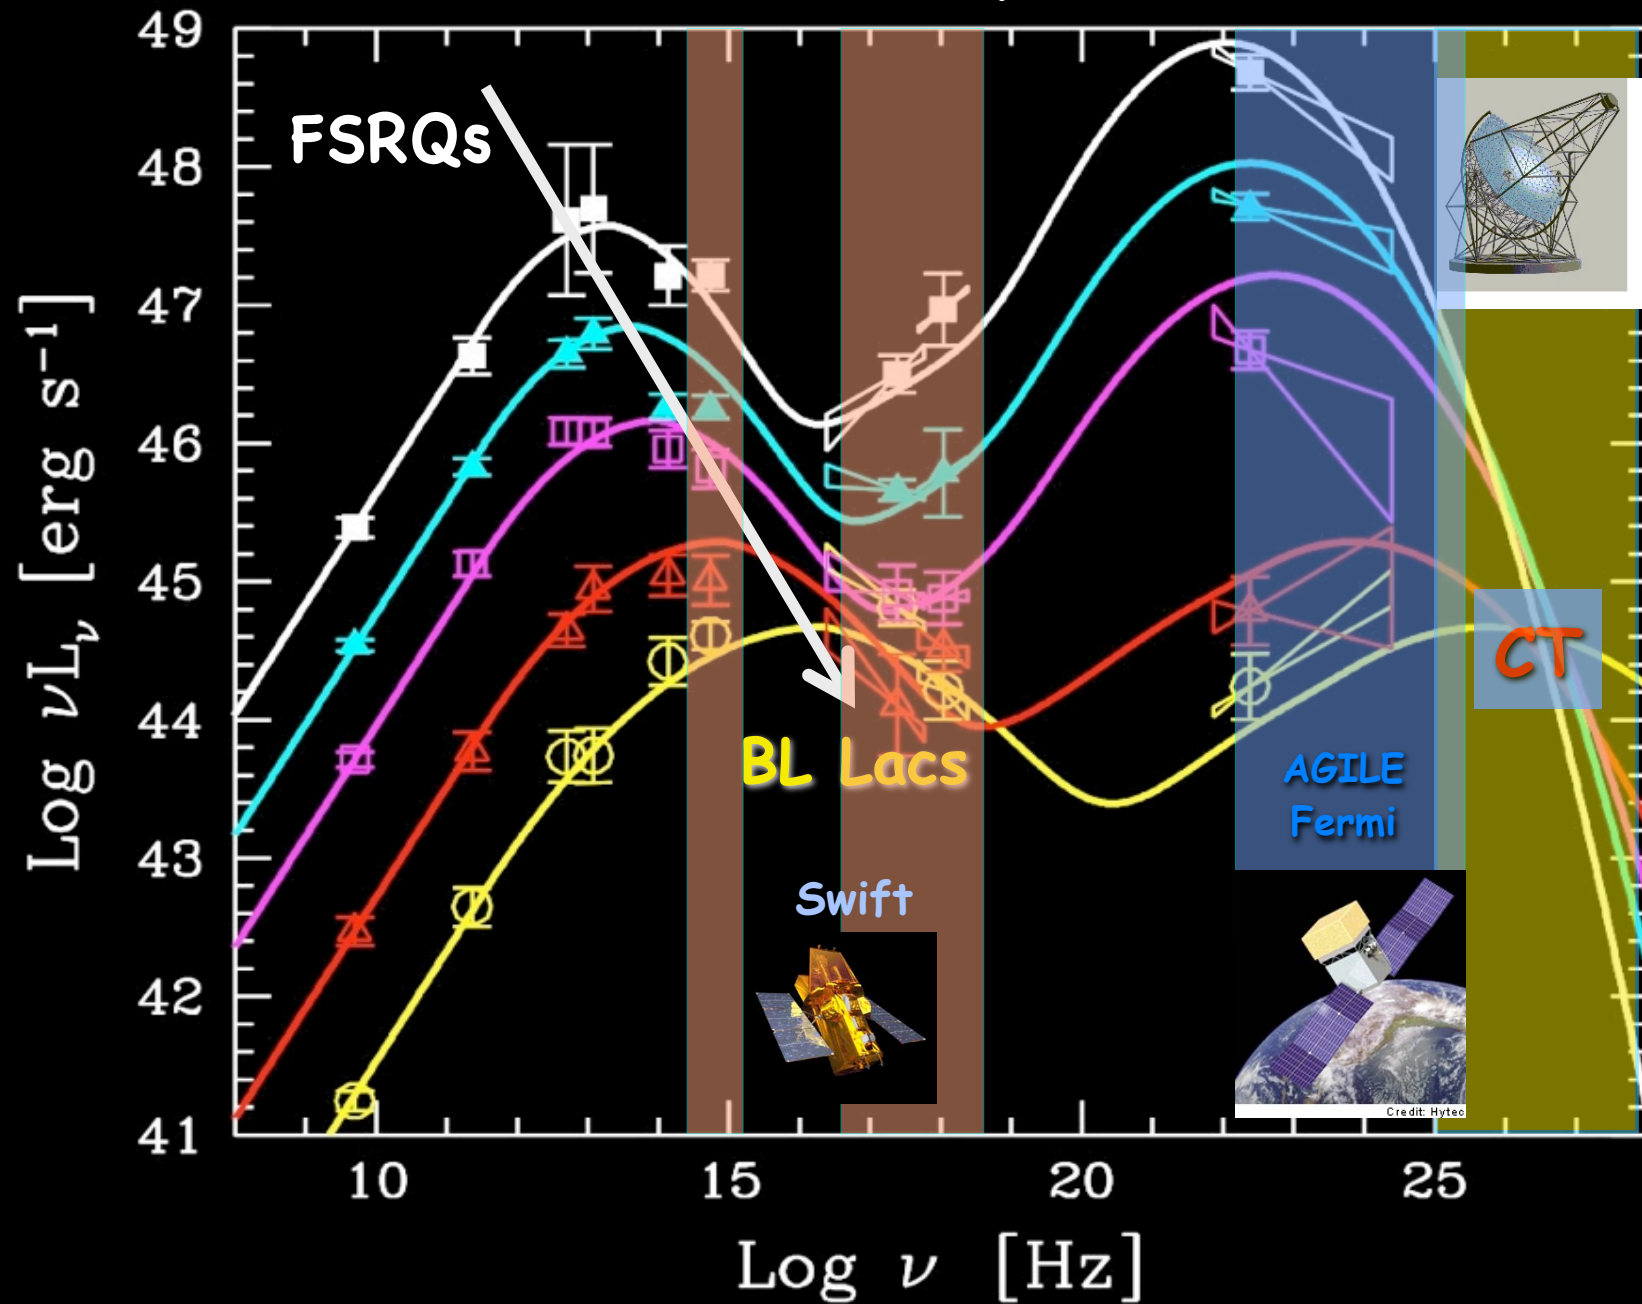 49
48
47
46
45
44
43
42
41
Log νLν [erg s⁻¹]
FSRQs
BL Lacs
Swift
AGILE
Fermi
CT
Credit: Hytec
10 15 20 25
Log ν [Hz]